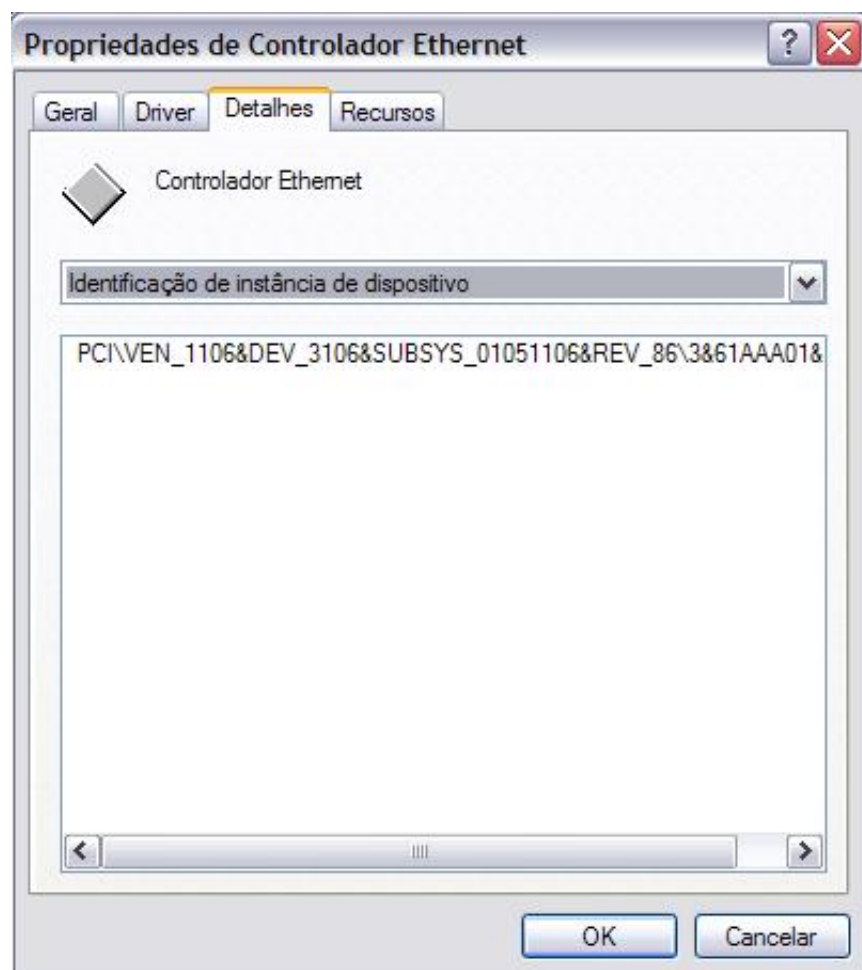 Propriedades de Controlador Ethernet
Geral Driver Detalhes Recursos
Controlador Ethernet
Identificação de instância de dispositivo
PCI\VEN_1106&DEV_3106&SUBSYS_01051106&REV_86\3&61AAA01&
OK Cancelar